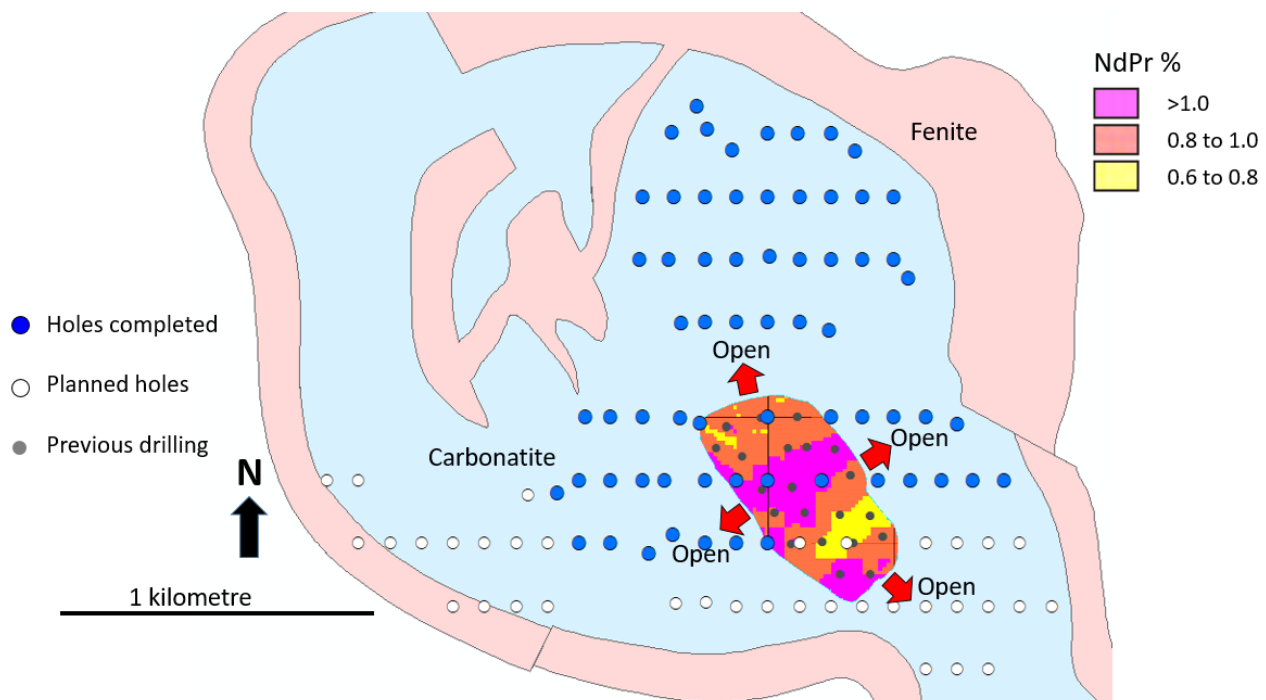 NdPr %
>1.0
0.8 to 1.0
0.6 to 0.8
Fenite
Holes completed
Planned holes
Previous drilling
Open
Open
Carbonatite
N
Open
Open
1 kilometre